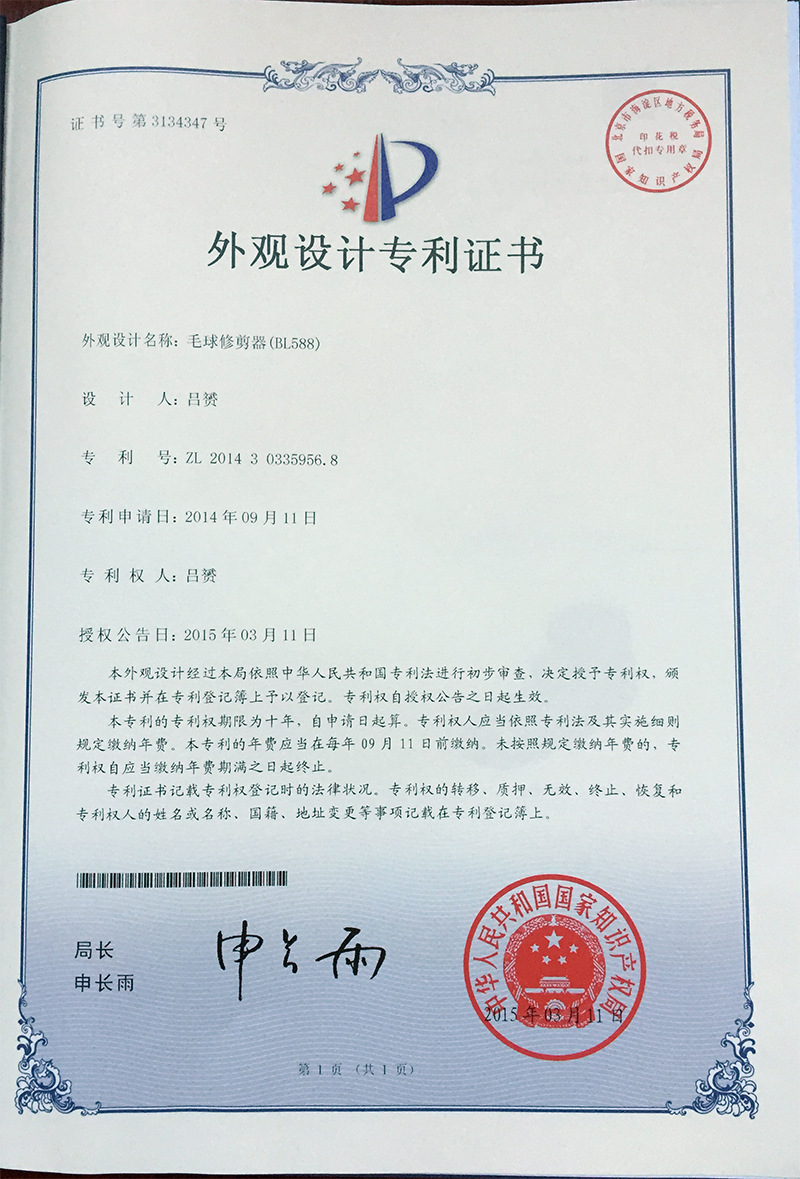 证书号第3134347号
北京市海淀区地方税务局
印花税
代扣专用章
国家知识产权局
外观设计专利证书
外观设计名称：毛球修剪器(BL588)
设计人：吕赟
专利号：ZL 2014 3 0335956.8
专利申请日：2014年09月11日
专利权人：吕赟
授权公告日：2015年03月11日
本外观设计经过本局依照中华人民共和国专利法进行初步审查，决定授予专利权，颁
发本证书并在专利登记簿上予以登记。专利权自授权公告之日起生效。
本专利的专利权期限为十年，自申请日起算。专利权人应当依照专利法及其实施细则
规定缴纳年费。本专利的年费应当在每年09月11日前缴纳。未按照规定缴纳年费的，专
利权自应当缴纳年费期满之日起终止。
专利证书记载专利权登记时的法律状况。专利权的转移、质押、无效、终止、恢复和
专利权人的姓名或名称、国籍、地址变更等事项记载在专利登记簿上。
局长
申长雨
申长雨
中华人民共和国国家知识产权局
2015年03月11日
第1页（共1页）